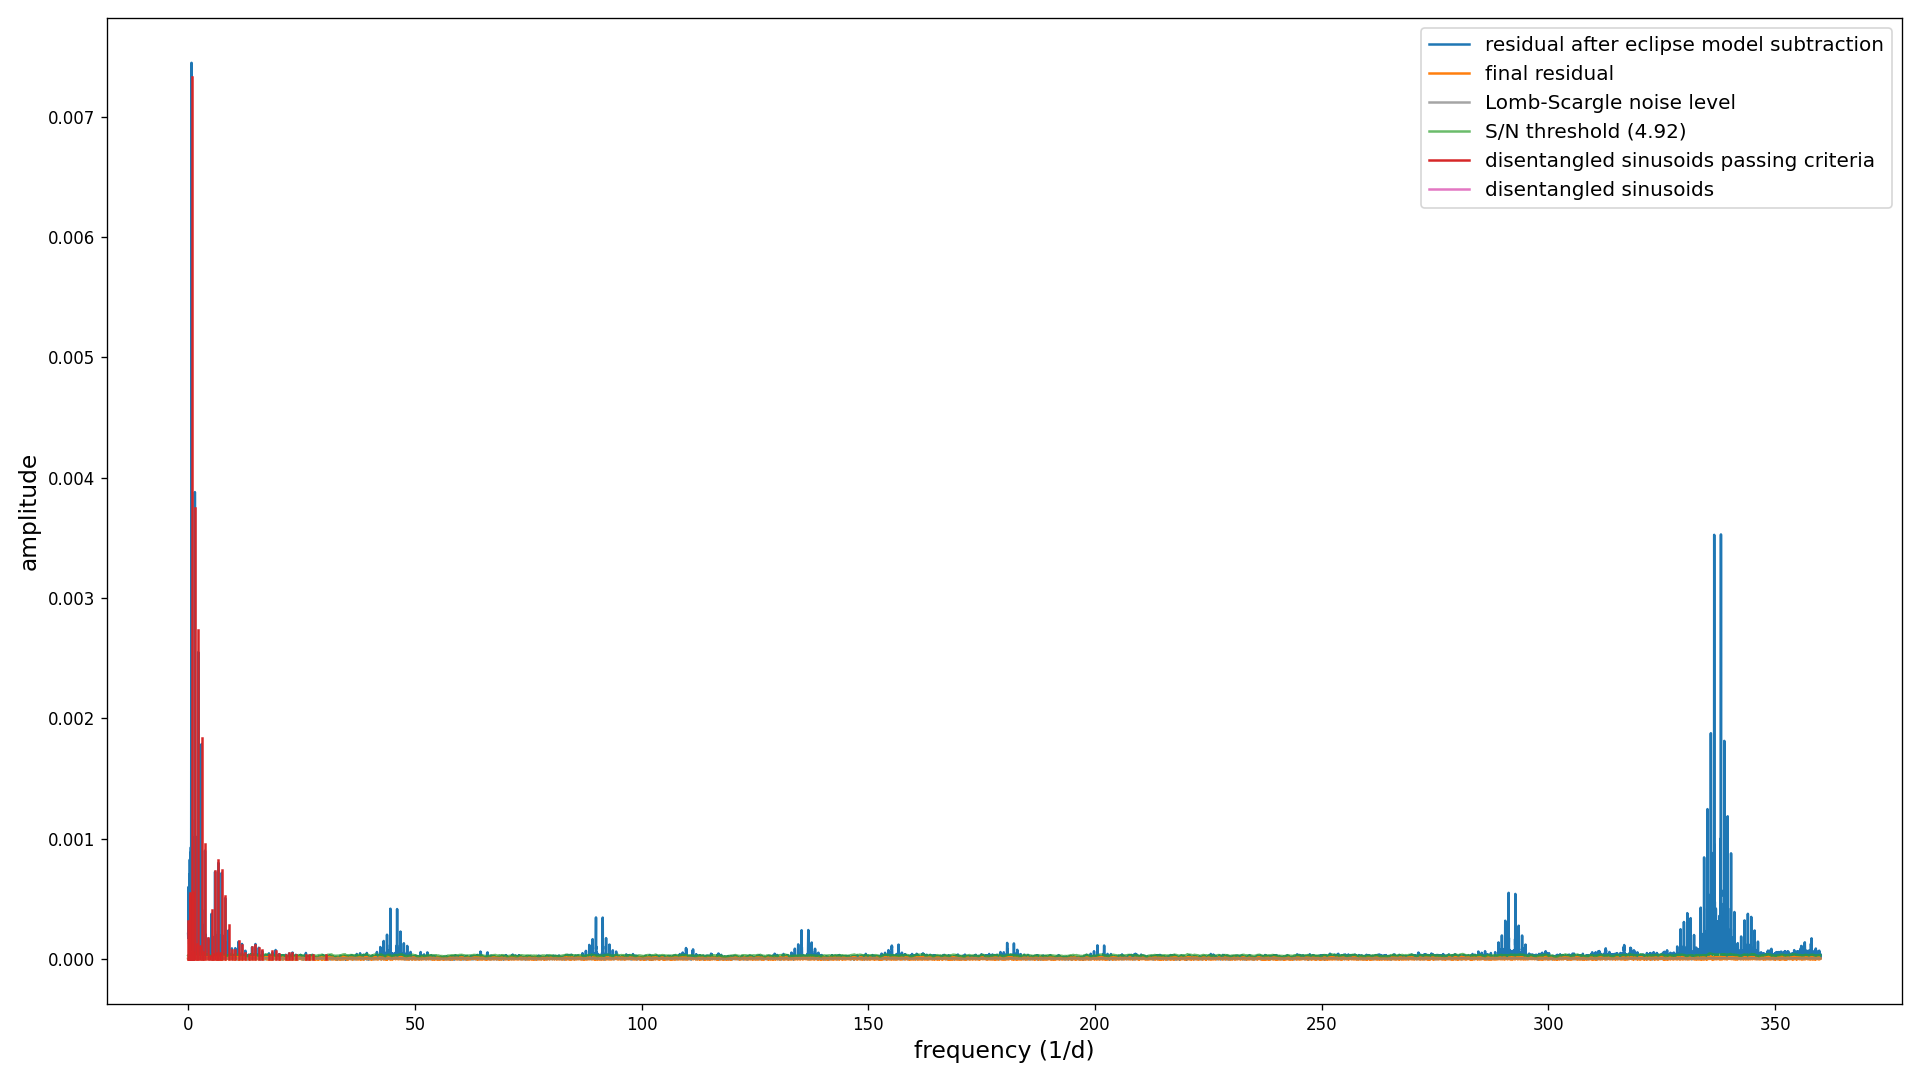 residual after eclipse model subtraction
final residual
Lomb-Scargle noise level
S/N threshold (4.92)
disentangled sinusoids passing criteria
disentangled sinusoids
0.007
0.006
0.005
0.004
0.003
0.002
0.001
0.000
amplitude
0 50 100 150 200 250 300 350
frequency (1/d)